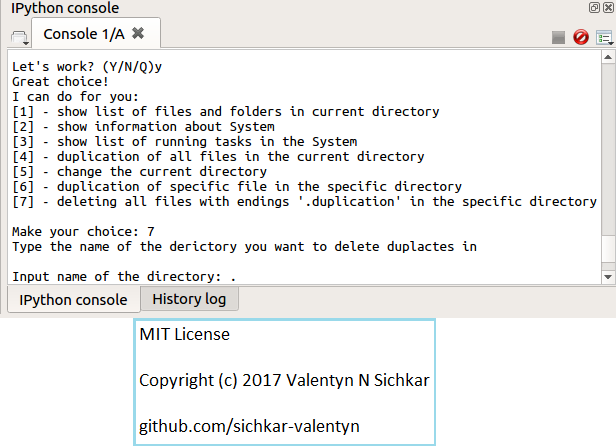 IPython console
Console 1/A
Let's work? (Y/N/Q)y
Great choice!
I can do for you:
[1] - show list of files and folders in current directory
[2] - show information about System
[3] - show list of running tasks in the System
[4] - duplication of all files in the current directory
[5] - change the current directory
[6] - duplication of specific file in the specific directory
[7] - deleting all files with endings '.duplication' in the specific directory
Make your choice: 7
Type the name of the derictory you want to delete duplactes in
Input name of the directory: .
IPython console History log
MIT License
Copyright (c) 2017 Valentyn N Sichkar
github.com/sichkar-valentyn